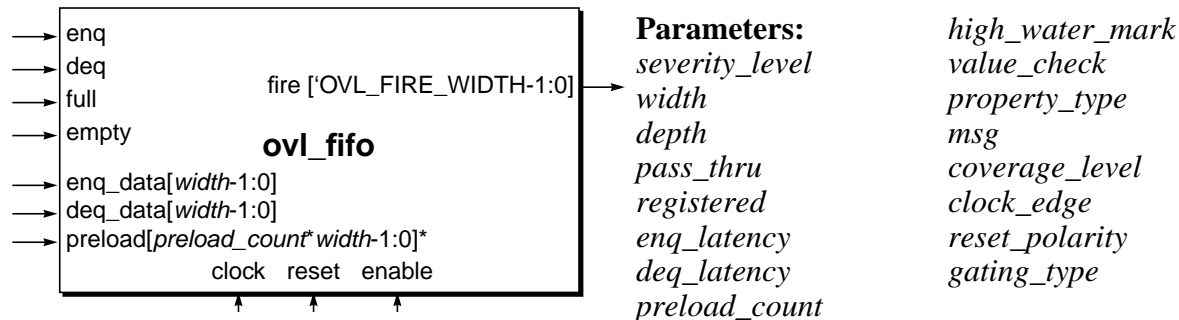 enq
deq
full
empty
fire [‘OVL_FIRE_WIDTH-1:0]
ovl_fifo
enq_data[width-1:0]
deq_data[width-1:0]
preload[preload_count*width-1:0]*
clock reset enable
Parameters:
severity_level
width
depth
pass_thru
registered
enq_latency
deq_latency
preload_count
high_water_mark
value_check
property_type
msg
coverage_level
clock_edge
reset_polarity
gating_type